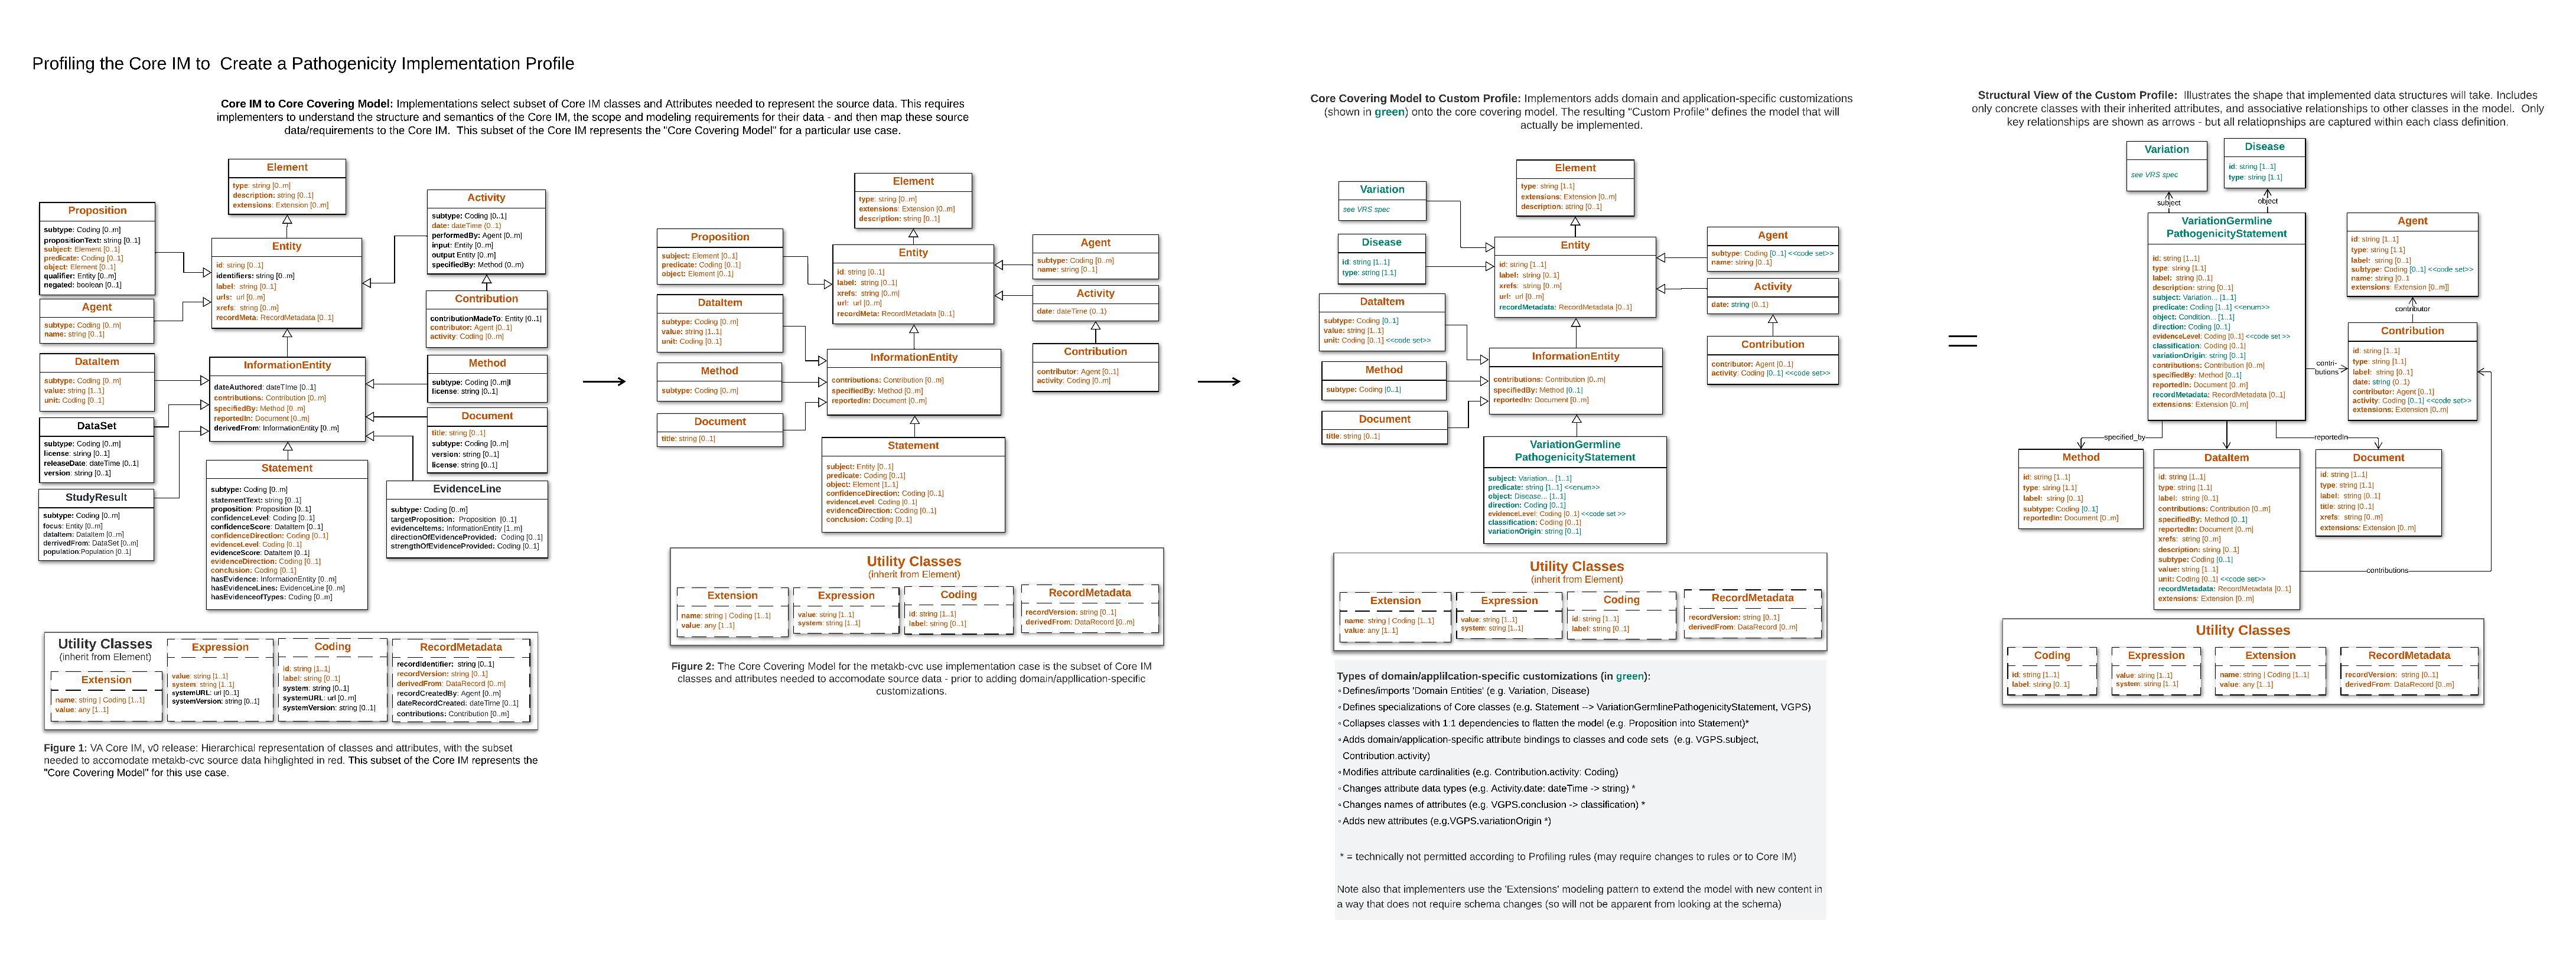 Profiling the Core IM to  Create a Pathogenicity Implementation Profile
Core IM to Core Covering Model: Implementations select subset of Core IM classes and Attributes needed to represent the source data. This requires
implementers to understand the structure and semantics of the Core IM, the scope and modeling requirements for their data - and then map these source
data/requirements to the Core IM.  This subset of the Core IM represents the "Core Covering Model" for a particular use case.
Element
type: string [0..m]
description: string [0..1]
extensions: Extension [0..m]
Proposition
subtype: Coding [0..m]
propositionText: string [0..1]
subject: Element [0..1]
predicate: Coding [0..1]
object: Element [0..1]
qualifier: Entity [0..m]
negated: boolean [0..1]
Entity
id: string [0..1]
identifiers: string [0..m]
label: string [0..1]
urls: url [0..m]
xrefs: string [0..m]
recordMeta: RecordMetadata [0..1]
Activity
subtype: Coding [0..1]
date: dateTime (0..1)
performedBy: Agent [0..m]
input: Entity [0..m]
output Entity [0..m]
specifiedBy: Method (0..m)
Agent
subtype: Coding [0..m]
name: string [0..1]
Contribution
contributionMadeTo: Entity [0..1]
contributor: Agent [0..1]
activity: Coding [0..m]
DataItem
subtype: Coding [0..m]
value: string [1..1]
unit: Coding [0..1]
InformationEntity
dateAuthored: dateTIme [0..1]
contributions: Contribution [0..m]
specifiedBy: Method [0..m]
reportedIn: Document [0..m]
derivedFrom: InformationEntity [0..m]
Method
subtype: Coding [0..m]l
license: string [0..1]
DataSet
subtype: Coding [0..m]
license: string [0..1]
releaseDate: dateTime [0..1]
version: string [0..1]
Document
title: string [0..1]
subtype: Coding [0..m]
version: string [0..1]
license: string [0..1]
StudyResult
subtype: Coding [0..m]
focus: Entity [0..m]
dataItem: DataItem [0..m]
derivedFrom: DataSet [0..m]
population:Population [0..1]
Statement
subtype: Coding [0..m]
statementText: string [0..1]
proposition: Proposition [0..1]
confidenceLevel: Coding [0..1]
confidenceScore: DataItem [0..1]
confidenceDirection: Coding [0..1]
evidenceLevel: Coding [0..1]
evidenceScore: DataItem [0..1]
evidenceDirection: Coding [0..1]
conclusion: Coding [0..1]
hasEvidence: InformationEntity [0..m]
hasEvidenceLines: EvidenceLine [0..m]
hasEvidenceofTypes: Coding [0..m]
EvidenceLine
subtype: Coding [0..m]
targetProposition:  Proposition  [0..1]
evidenceItems: InformationEntity [1..m]
directionOfEvidenceProvided:  Coding [0..1]
strengthOfEvidenceProvided: Coding [0..1]
Utility Classes
(inherit from Element)
Extension
name: string | Coding [1..1]
value: any [1..1]
Expression
value: string [1..1]
system: string [1..1]
systemURL: url [0..1]
systemVersion: string [0..1]
Coding
id: string [1..1]
label: string [0..1]
system: string [0..1]
systemURL: url [0..1]
systemVersion: string [0..1]
RecordMetadata
recordIdentifier:  string [0..1]
recordVersion: string [0..1]
derivedFrom: DataRecord [0..m]
recordCreatedBy: Agent [0..m]
dateRecordCreated: dateTime [0..1]
contributions: Contribution [0..m]
Figure 1: VA Core IM, v0 release: Hierarchical representation of classes and attributes, with the subset
needed to accomodate metakb-cvc source data hihglighted in red. This subset of the Core IM represents the
"Core Covering Model" for this use case.
Element
type: string [0..m]
extensions: Extension [0..m]
description: string [0..1]
Proposition
subject: Element [0..1]
predicate: Coding [0..1]
object: Element [0..1]
Entity
id: string [0..1]
label: string [0..1]
xrefs: string [0..m]
url: url [0..m]
recordMeta: RecordMetadata [0..1]
Agent
subtype: Coding [0..m]
name: string [0..1]
Activity
date: dateTime (0..1)
DataItem
subtype: Coding [0..m]
value: string [1..1]
unit: Coding [0..1]
InformationEntity
contributions: Contribution [0..m]
specifiedBy: Method [0..m]
reportedIn: Document [0..m]
Contribution
contributor: Agent [0..1]
activity: Coding [0..m]
Method
subtype: Coding [0..m]
Document
title: string [0..1]
Statement
subject: Entity [0..1]
predicate: Coding [0..1]
object: Element [1..1]
confidenceDirection: Coding [0..1]
evidenceLevel: Coding [0..1]
evidenceDirection: Coding [0..1]
conclusion: Coding [0..1]
Utility Classes
(inherit from Element)
Extension
name: string | Coding [1..1]
value: any [1..1]
Expression
value: string [1..1]
system: string [1..1]
Coding
id: string [1..1]
label: string [0..1]
RecordMetadata
recordVersion: string [0..1]
derivedFrom: DataRecord [0..m]
Figure 2: The Core Covering Model for the metakb-cvc use implementation case is the subset of Core IM
classes and attributes needed to accomodate source data - prior to adding domain/appllication-specific
customizations.
Core Covering Model to Custom Profile: Implementors adds domain and application-specific customizations
(shown in green) onto the core covering model. The resulting "Custom Profile" defines the model that will
actually be implemented.
Element
type: string [1..1]
extensions: Extension [0..m]
description: string [0..1]
Variation
see VRS spec
Disease
id: string [1..1]
type: string [1.1]
Entity
id: string [1..1]
label: string [0..1]
xrefs: string [0..m]
url: url [0..m]
recordMetadata: RecordMetadata [0..1]
Agent
subtype: Coding [0..1] <<code set>>
name: string [0..1]
Activity
date: string (0..1)
DataItem
subtype: Coding [0..1]
value: string [1..1]
unit: Coding [0..1] <<code set>>
InformationEntity
contributions: Contribution [0..m]
specifiedBy: Method [0..1]
reportedIn: Document [0..m]
Contribution
contributor: Agent [0..1]
activity: Coding [0..1] <<code set>>
Method
subtype: Coding [0..1]
Document
title: string [0..1]
VariationGermline
PathogenicityStatement
subject: Variation... [1..1]
predicate: string [1..1] <<enum>>
object: Disease... [1..1]
direction: Coding [0..1]
evidenceLevel: Coding [0..1] <<code set >>
classification: Coding [0..1]
variationOrigin: string [0..1]
Utility Classes
(inherit from Element)
Extension
name: string | Coding [1..1]
value: any [1..1]
Expression
value: string [1..1]
system: string [1..1]
Coding
id: string [1..1]
label: string [0..1]
RecordMetadata
recordVersion: string [0..1]
derivedFrom: DataRecord [0..m]
Types of domain/applilcation-specific customizations (in green):
◦Defines/imports 'Domain Entities' (e.g. Variation, Disease)
◦Defines specializations of Core classes (e.g. Statement --> VariationGermlinePathogenicityStatement, VGPS)
◦Collapses classes with 1:1 dependencies to flatten the model (e.g. Proposition into Statement)*
◦Adds domain/application-specific attribute bindings to classes and code sets  (e.g. VGPS.subject,
Contribution.activity)
◦Modifies attribute cardinalities (e.g. Contribution.activity: Coding)
◦Changes attribute data types (e.g. Activity.date: dateTime -> string) *
◦Changes names of attributes (e.g. VGPS.conclusion -> classification) *
◦Adds new attributes (e.g.VGPS.variationOrigin *)
* = technically not permitted according to Profiling rules (may require changes to rules or to Core IM)
Note also that implementers use the 'Extensions' modeling pattern to extend the model with new content in
a way that does not require schema changes (so will not be apparent from looking at the schema)
=
Structural View of the Custom Profile:  Illustrates the shape that implemented data structures will take. Includes
only concrete classes with their inherited attributes, and associative relationships to other classes in the model.  Only
key relationships are shown as arrows - but all relatiopnships are captured within each class definition.
Variation
see VRS spec
Disease
id: string [1..1]
type: string [1.1]
subject
object
VariationGermline
PathogenicityStatement
id: string [1..1]
type: string [1.1]
label: string [0..1]
description: string [0..1]
subject: Variation... [1..1]
predicate: Coding [1..1] <<enum>>
object: Condition... [1..1]
direction: Coding [0..1]
evidenceLevel: Coding [0..1] <<code set >>
classification: Coding [0..1]
variationOrigin: string [0..1]
contributions: Contribution [0..m]
specifiedBy: Method [0..1]
reportedIn: Document [0..m]
recordMetadata: RecordMetadata [0..1]
extensions: Extension [0..m]
Agent
id: string [0..1]
type: string [1.1]
label: string [0..1]
subtype: Coding [0..1] <<code set>>
name: string [0..1
extensions: Extension [0..m]]
contributor
Contribution
id: string [1..1]
type: string [1..1]
label: string [0..1]
date: string (0..1)
contributor: Agent [0..1]
activity: Coding [0..1] <<code set>>
extensions: Extension [0..m]
contri-
butions
specified_by
reportedIn
Method
id: string [1..1]
type: string [1.1]
label: string [0..1]
subtype: Coding [0..1]
reportedIn: Document [0..m]
DataItem
id: string [1..1]
type: string [1.1]
label: string [0..1]
contributions: Contribution [0..m]
specifiedBy: Method [0..1]
reportedIn: Document [0..m]
xrefs: string [0..m]
description: string [0..1]
subtype: Coding [0..1]
value: string [1..1]
unit: Coding [0..1] <<code set>>
recordMetadata: RecordMetadata [0..1]
extensions: Extension [0..m]
Document
id: string [1..1]
type: string [1.1]
label: string [0..1]
title: string [0..1]
xrefs: string [0..m]
extensions: Extension [0..m]
contributions
Utility Classes
Coding
id: string [1..1]
label: string [0..1]
Expression
value: string [1..1]
system: string [1..1]
Extension
name: string | Coding [1..1]
value: any [1..1]
RecordMetadata
recordVersion:  string [0..1]
derivedFrom: DataRecord [0..m]